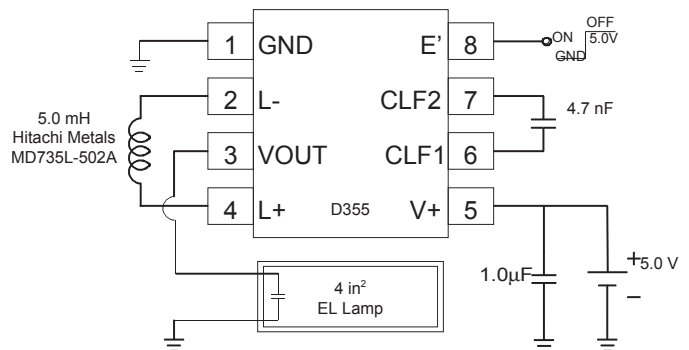 OFF
1 GND E' 8 ON 5.0V
GND
5.0 mH
Hitachi Metals
MD735L-502A
2 L- CLF2 7
4.7 nF
3 VOUT CLF1 6
4 L+ D355 V+ 5
4 in²
EL Lamp
1.0µF
+
5.0 V
−